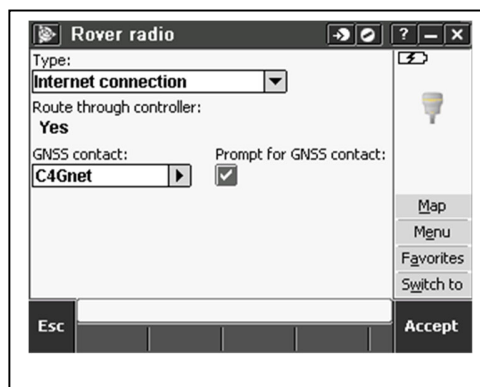 Rover radio
? – x
Type:
Internet connection
Route through controller:
Yes
GNSS contact:
Prompt for GNSS contact:
C4Gnet
Map
Menu
Favorites
Switch to
Esc
Accept